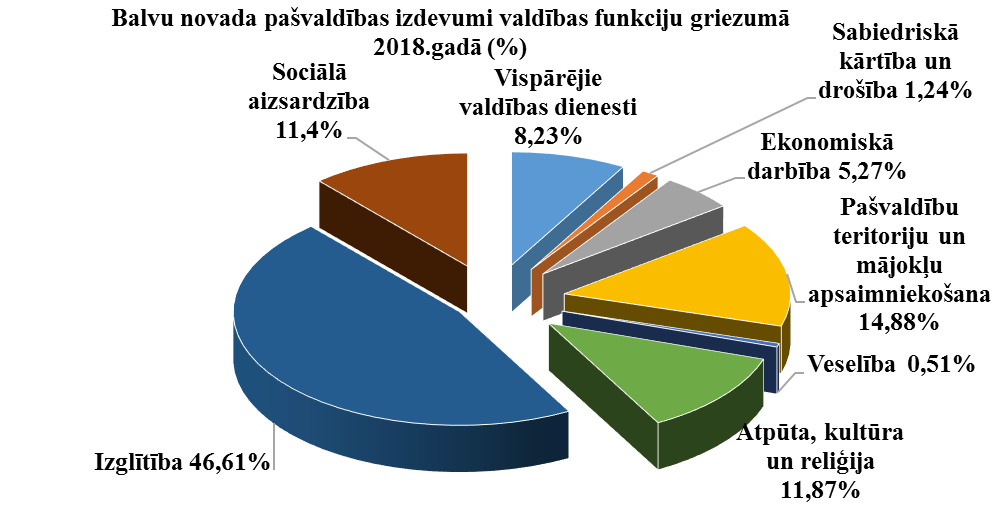 Balvu novada pašvaldības izdevumi valdības funkciju griezumā
2018.gadā (%)
Vispārējie
valdības dienesti
8,23%
Sabiedriskā
kārtība un
drošība 1,24%
Ekonomiskā
darbība 5,27%
Pašvaldību
teritoriju un
mājokļu
apsaimniekošana
14,88%
Veselība  0,51%
Atpūta, kultūra
un reliģija
11,87%
Izglītība 46,61%
Sociālā
aizsardzība
11,4%